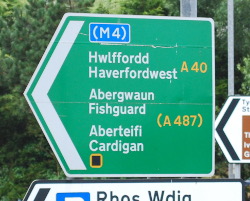 (M4)
Hwlffordd
Haverfordwest A 40
Abergwaun
Fishguard
(A 487)
Aberteifi
Cardigan
P Rhos Wdig